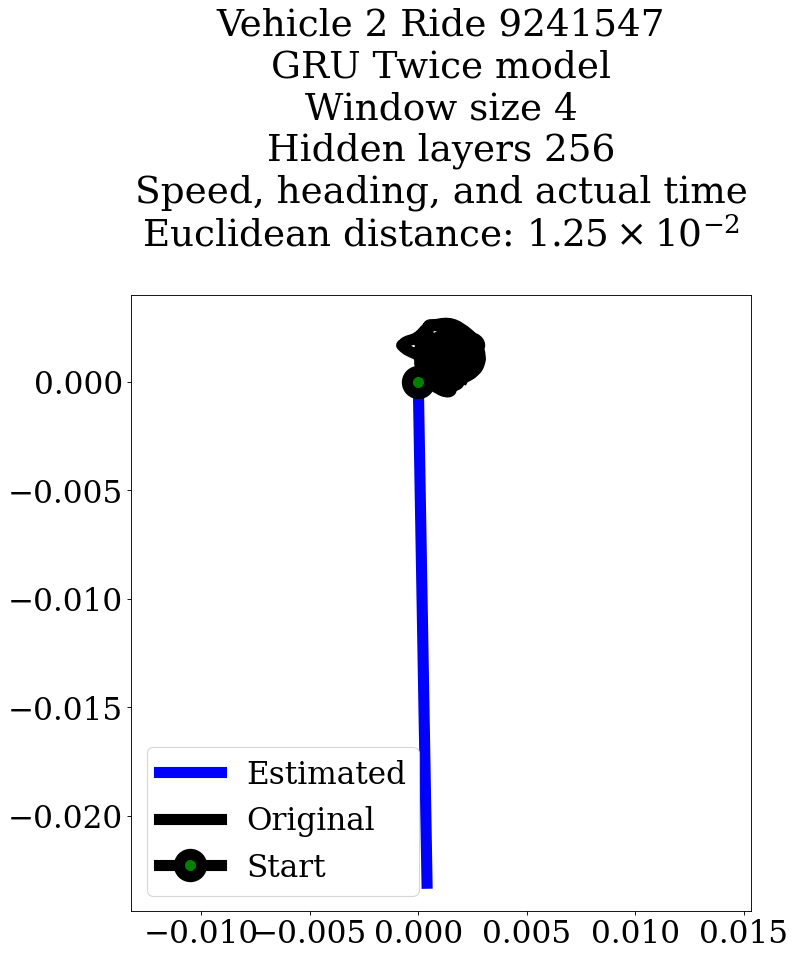 Vehicle 2 Ride 9241547
GRU Twice model
Window size 4
Hidden layers 256
Speed, heading, and actual time
Euclidean distance: 1.25 × 10⁻²
0.000
−0.005
−0.010
−0.015
−0.020
Estimated
Original
Start
−0.010 −0.005 0.000 0.005 0.010 0.015